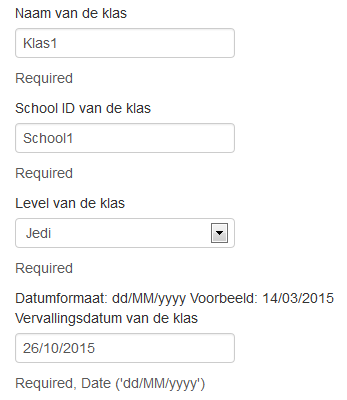 Naam van de klas
Klas1
Required
School ID van de klas
School1
Required
Level van de klas
Jedi
Required
Datumformaat: dd/MM/yyyy Voorbeeld: 14/03/2015
Vervallingsdatum van de klas
26/10/2015
Required, Date ('dd/MM/yyyy')